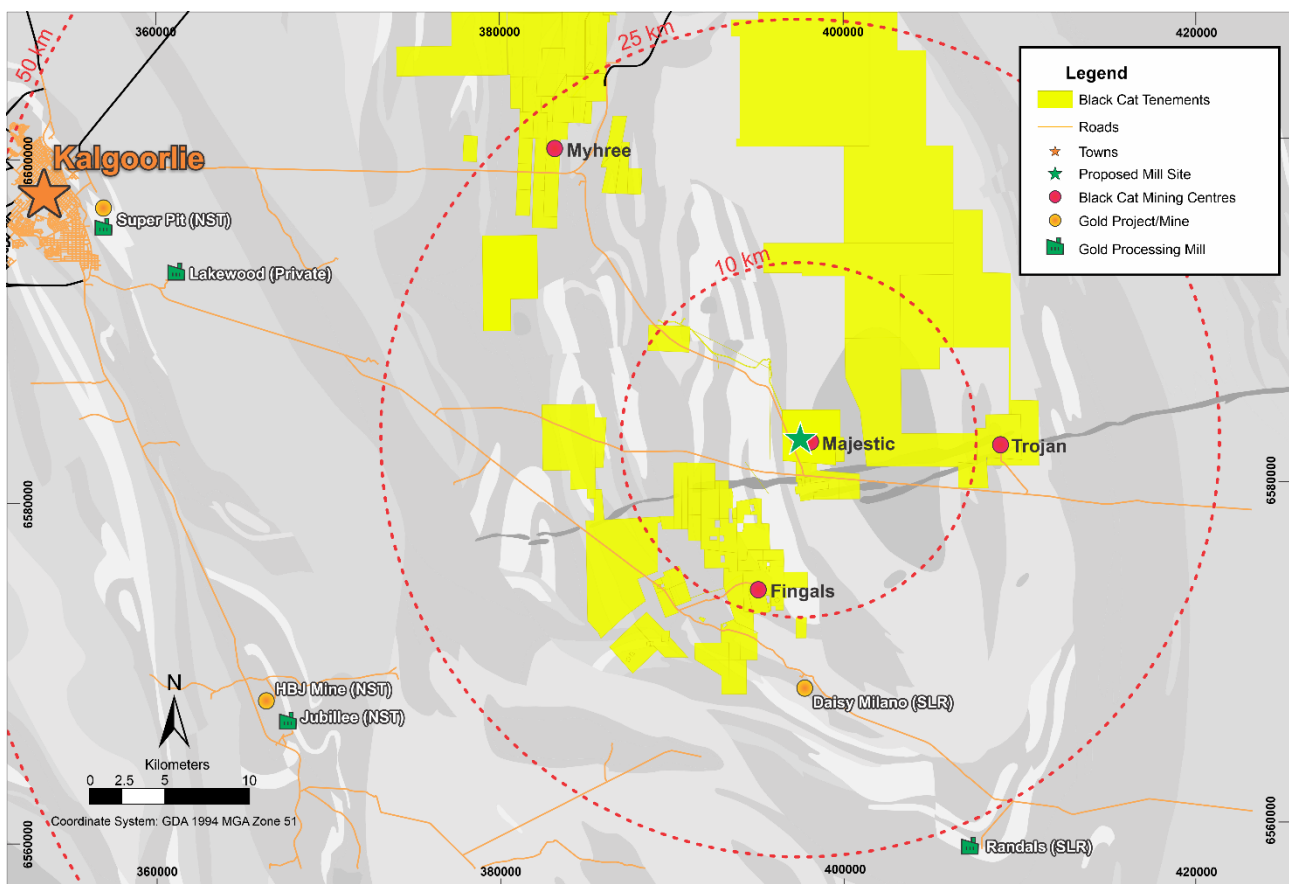 360000
380000
400000
420000
50 km
25 km
Legend
Black Cat Tenements
Roads
Towns
Proposed Mill Site
Black Cat Mining Centres
Gold Project/Mine
Gold Processing Mill
6600000
Kalgoorlie
Myhree
Super Pit (NST)
Lakewood (Private)
10 km
Majestic
Trojan
6580000
6580000
Fingals
HBJ Mine (NST)
Jubillee (NST)
Daisy Milano (SLR)
N
Kilometers
0 2.5 5 10
Coordinate System: GDA 1994 MGA Zone 51
6560000
6560000
Randals (SLR)
360000
380000
400000
420000